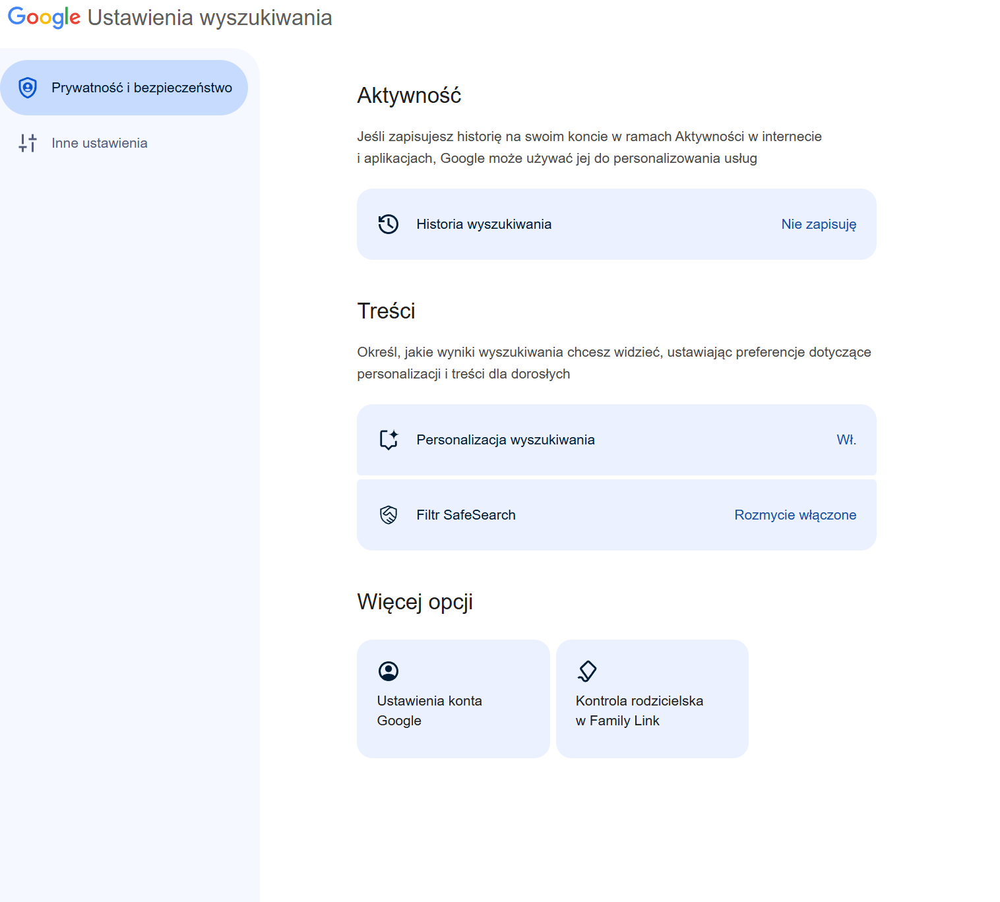 Google Ustawienia wyszukiwania
Prywatność i bezpieczeństwo
Inne ustawienia
Aktywność
Jeśli zapisujesz historię na swoim koncie w ramach Aktywności w internecie
i aplikacjach, Google może używać jej do personalizowania usług
Historia wyszukiwania
Nie zapisuję
Treści
Określ, jakie wyniki wyszukiwania chcesz widzieć, ustawiając preferencje dotyczące
personalizacji i treści dla dorosłych
Personalizacja wyszukiwania
Wł.
Filtr SafeSearch
Rozmycie włączone
Więcej opcji
Ustawienia konta
Google
Kontrola rodzicielska
w Family Link